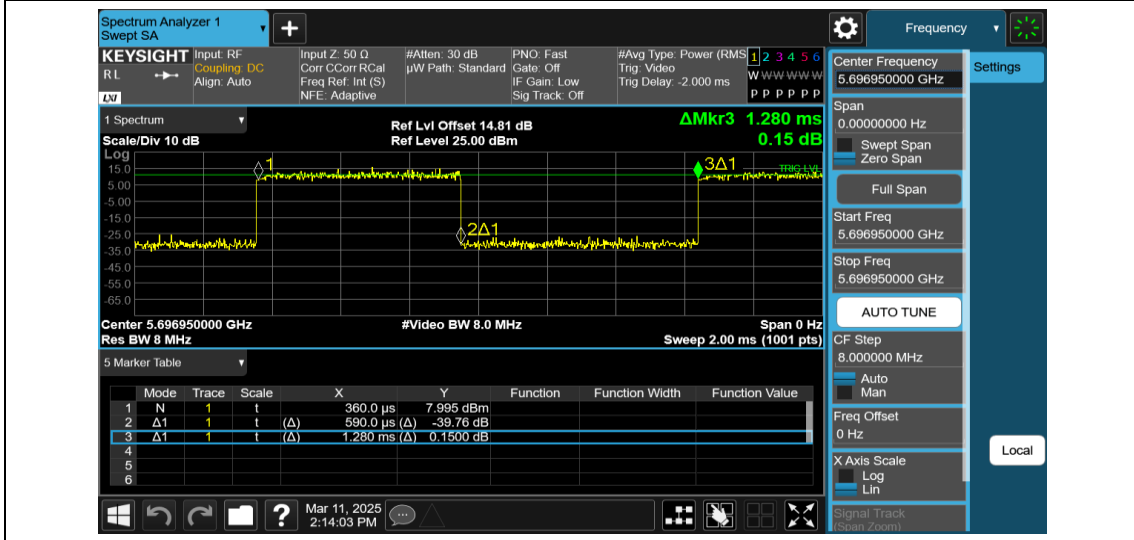 Spectrum Analyzer 1
Swept SA
Frequency
KEYSIGHT
R L
LXI
Input: RF
Coupling: DC
Align: Auto
Input Z: 50 Ω
Corr CCorr RCal
Freq Ref: Int (S)
NFE: Adaptive
#Atten: 30 dB
µW Path: Standard
PNO: Fast
Gate: Off
IF Gain: Low
Sig Track: Off
#Avg Type: Power (RMS
Trig: Video
Trig Delay: -2.000 ms
1 2 3 4 5 6
W W W W W W
P P P P P P
1 Spectrum
Scale/Div 10 dB
Ref Lvl Offset 14.81 dB
Ref Level 25.00 dBm
ΔMkr3 1.280 ms
0.15 dB
Log
15.0
5.00
-5.00
-15.0
-25.0
-35.0
-45.0
-55.0
-65.0
1
2Δ1
3Δ1
TRIG LVL
Center 5.696950000 GHz
#Video BW 8.0 MHz
Span 0 Hz
Res BW 8 MHz
Sweep 2.00 ms (1001 pts)
5 Marker Table
Mode Trace Scale X Y Function Function Width Function Value
1 N 1 t 360.0 µs 7.995 dBm
2 Δ1 1 t (Δ) 590.0 µs (Δ) -39.76 dB
3 Δ1 1 t (Δ) 1.280 ms (Δ) 0.1500 dB
4
5
6
Mar 11, 2025
2:14:03 PM
?
Center Frequency
5.696950000 GHz
Span
0.00000000 Hz
Swept Span
Zero Span
Full Span
Start Freq
5.696950000 GHz
Stop Freq
5.696950000 GHz
AUTO TUNE
CF Step
8.000000 MHz
Auto
Man
Freq Offset
0 Hz
X Axis Scale
Log
Lin
Signal Track
(Span Zoom)
Settings
Local